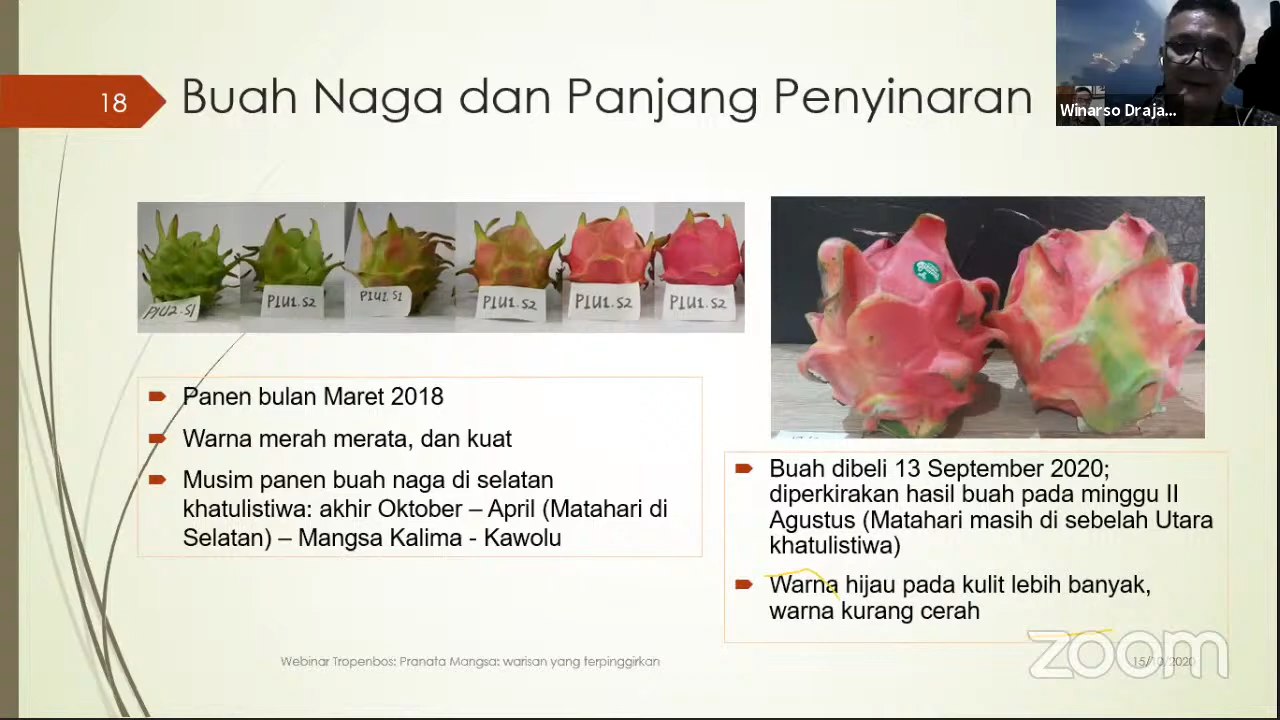 18
Buah Naga dan Panjang Penyinaran
Winarso Draja...
P1U2.S1
P1U1.S2
P1U2.S1
P1U1.S2
P1U1.S2
P1U1.S2
Panen bulan Maret 2018
Warna merah merata, dan kuat
Musim panen buah naga di selatan
khatulistiwa: akhir Oktober – April (Matahari di
Selatan) – Mangsa Kalima - Kawolu
Buah dibeli 13 September 2020;
diperkirakan hasil buah pada minggu II
Agustus (Matahari masih di sebelah Utara
khatulistiwa)
Warna hijau pada kulit lebih banyak,
warna kurang cerah
Webinar Tropenbos: Pranata Mangsa: warisan yang terpinggirkan
15/10/2020
zoom